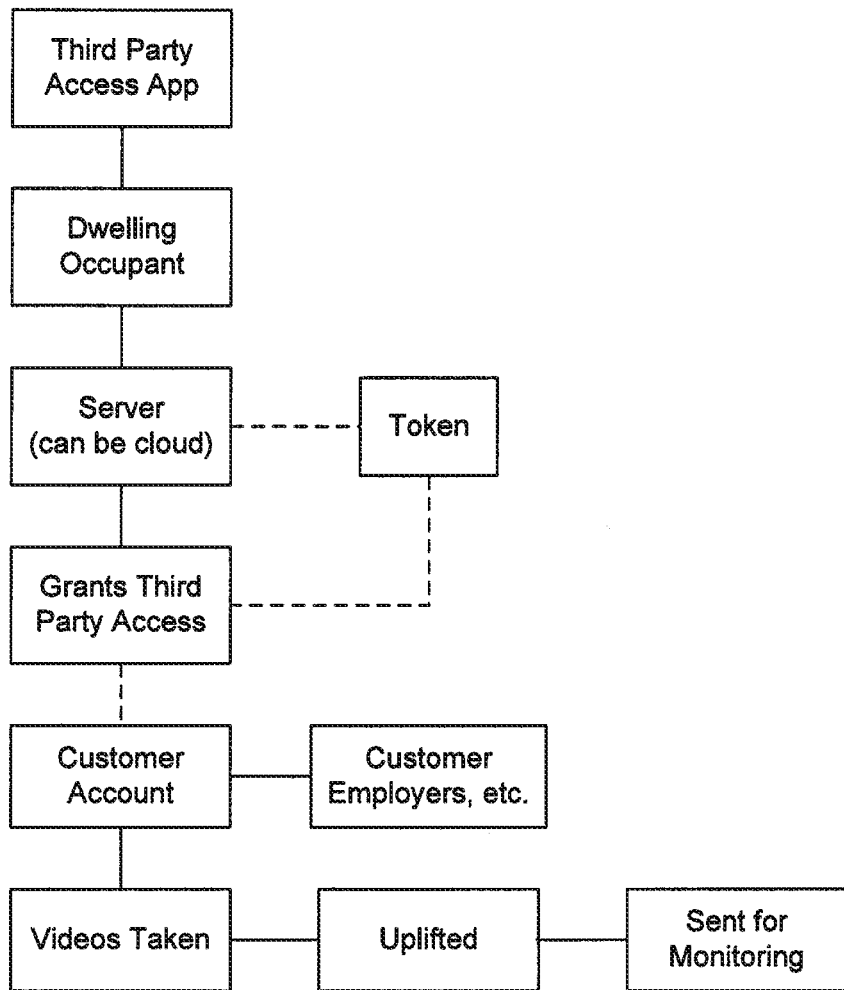 Third Party
Access App
Dwelling
Occupant
Server
(can be cloud)
Token
Grants Third
Party Access
Customer
Account
Customer
Employers, etc.
Videos Taken
Uplifted
Sent for
Monitoring